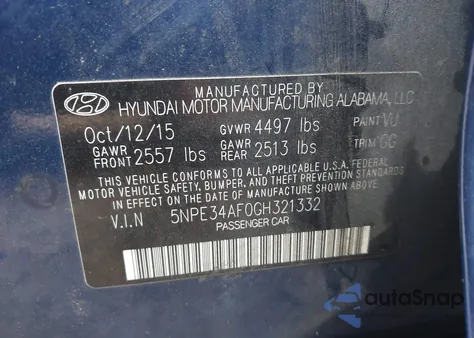 MANUFACTURED BY
HYUNDAI MOTOR MANUFACTURING ALABAMA, LLC
Oct/12/15 GVWR 4497 lbs PAINT VU
GAWR FRONT 2557 lbs GAWR REAR 2513 lbs TRIM GG
THIS VEHICLE CONFORMS TO ALL APPLICABLE U.S.A. FEDERAL
MOTOR VEHICLE SAFETY, BUMPER, AND THEFT PREVENTION STANDARDS
IN EFFECT ON THE DATE OF MANUFACTURE SHOWN ABOVE.
V.I.N 5NPE34AF0GH321332
PASSENGER CAR
autoSnap